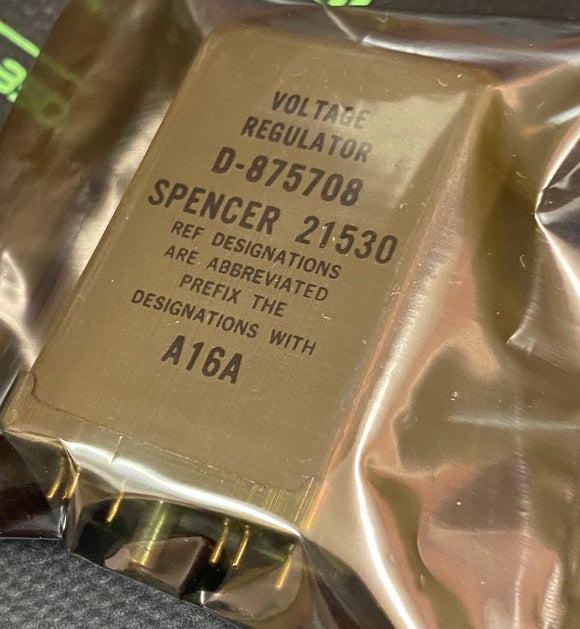 VOLTAGE
REGULATOR
D-875708
SPENCER 21530
REF DESIGNATIONS
ARE ABBREVIATED
PREFIX THE
DESIGNATIONS WITH
A16A